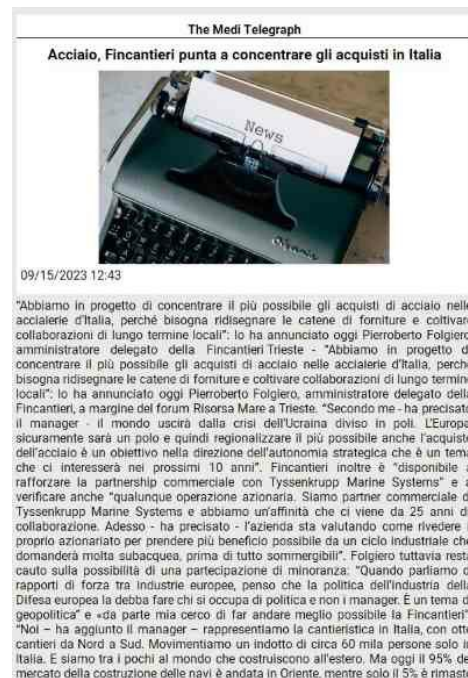 The Medi Telegraph
Acciaio, Fincantieri punta a concentrare gli acquisti in Italia
News
Olympia
09/15/2023 12:43
"Abbiamo in progetto di concentrare il più possibile gli acquisti di acciaio nelle
acciaierie d'Italia, perché bisogna ridisegnare le catene di forniture e coltivare
collaborazioni di lungo termine locali": lo ha annunciato oggi Pierroberto Folgiero,
amministratore delegato della Fincantieri Trieste - "Abbiamo in progetto di
concentrare il più possibile gli acquisti di acciaio nelle acciaierie d'Italia, perché
bisogna ridisegnare le catene di forniture e coltivare collaborazioni di lungo termine
locali": lo ha annunciato oggi Pierroberto Folgiero, amministratore delegato della
Fincantieri, a margine del forum Risorsa Mare a Trieste. "Secondo me - ha precisato
il manager - il mondo uscirà dalla crisi dell'Ucraina diviso in poli. L'Europa
sicuramente sarà un polo e quindi regionalizzare il più possibile anche l'acquisto
dell'acciaio è un obiettivo nella direzione dell'autonomia strategica che è un tema
che ci interesserà nei prossimi 10 anni". Fincantieri inoltre è "disponibile a
rafforzare la partnership commerciale con Tyssenkrupp Marine Systems" e a
verificare anche "qualunque operazione azionaria. Siamo partner commerciale di
Tyssenkrupp Marine Systems e abbiamo un'affinità che ci viene da 25 anni di
collaborazione. Adesso - ha precisato - l'azienda sta valutando come rivedere il
proprio azionariato per prendere più beneficio possibile da un ciclo industriale che
domanderà molta subacquea, prima di tutto sommergibili". Folgiero tuttavia resta
cauto sulla possibilità di una partecipazione di minoranza: "Quando parliamo di
rapporti di forza tra industrie europee, penso che la politica dell'industria della
Difesa europea la debba fare chi si occupa di politica e non i manager. È un tema di
geopolitica" e «da parte mia cerco di far andare meglio possibile la Fincantieri"
"Noi – ha aggiunto il manager – rappresentiamo la cantieristica in Italia, con otto
cantieri da Nord a Sud. Movimentiamo un indotto di circa 60 mila persone solo in
Italia. E siamo tra i pochi al mondo che costruiscono all'estero. Ma oggi il 95% del
mercato della costruzione delle navi è andata in Oriente, mentre solo il 5% è rimasto